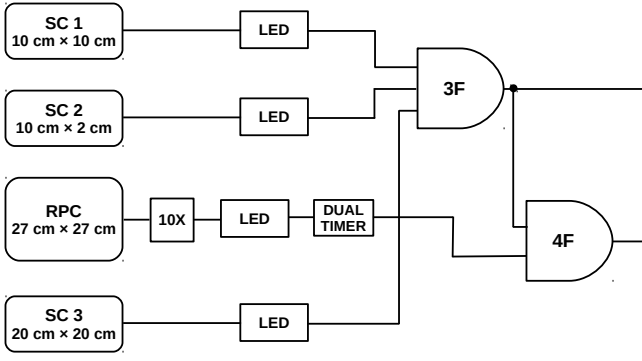 SC 1
10 cm × 10 cm
LED
SC 2
10 cm × 2 cm
LED
3F
RPC
27 cm × 27 cm
10X
LED
DUAL
TIMER
4F
SC 3
20 cm × 20 cm
LED